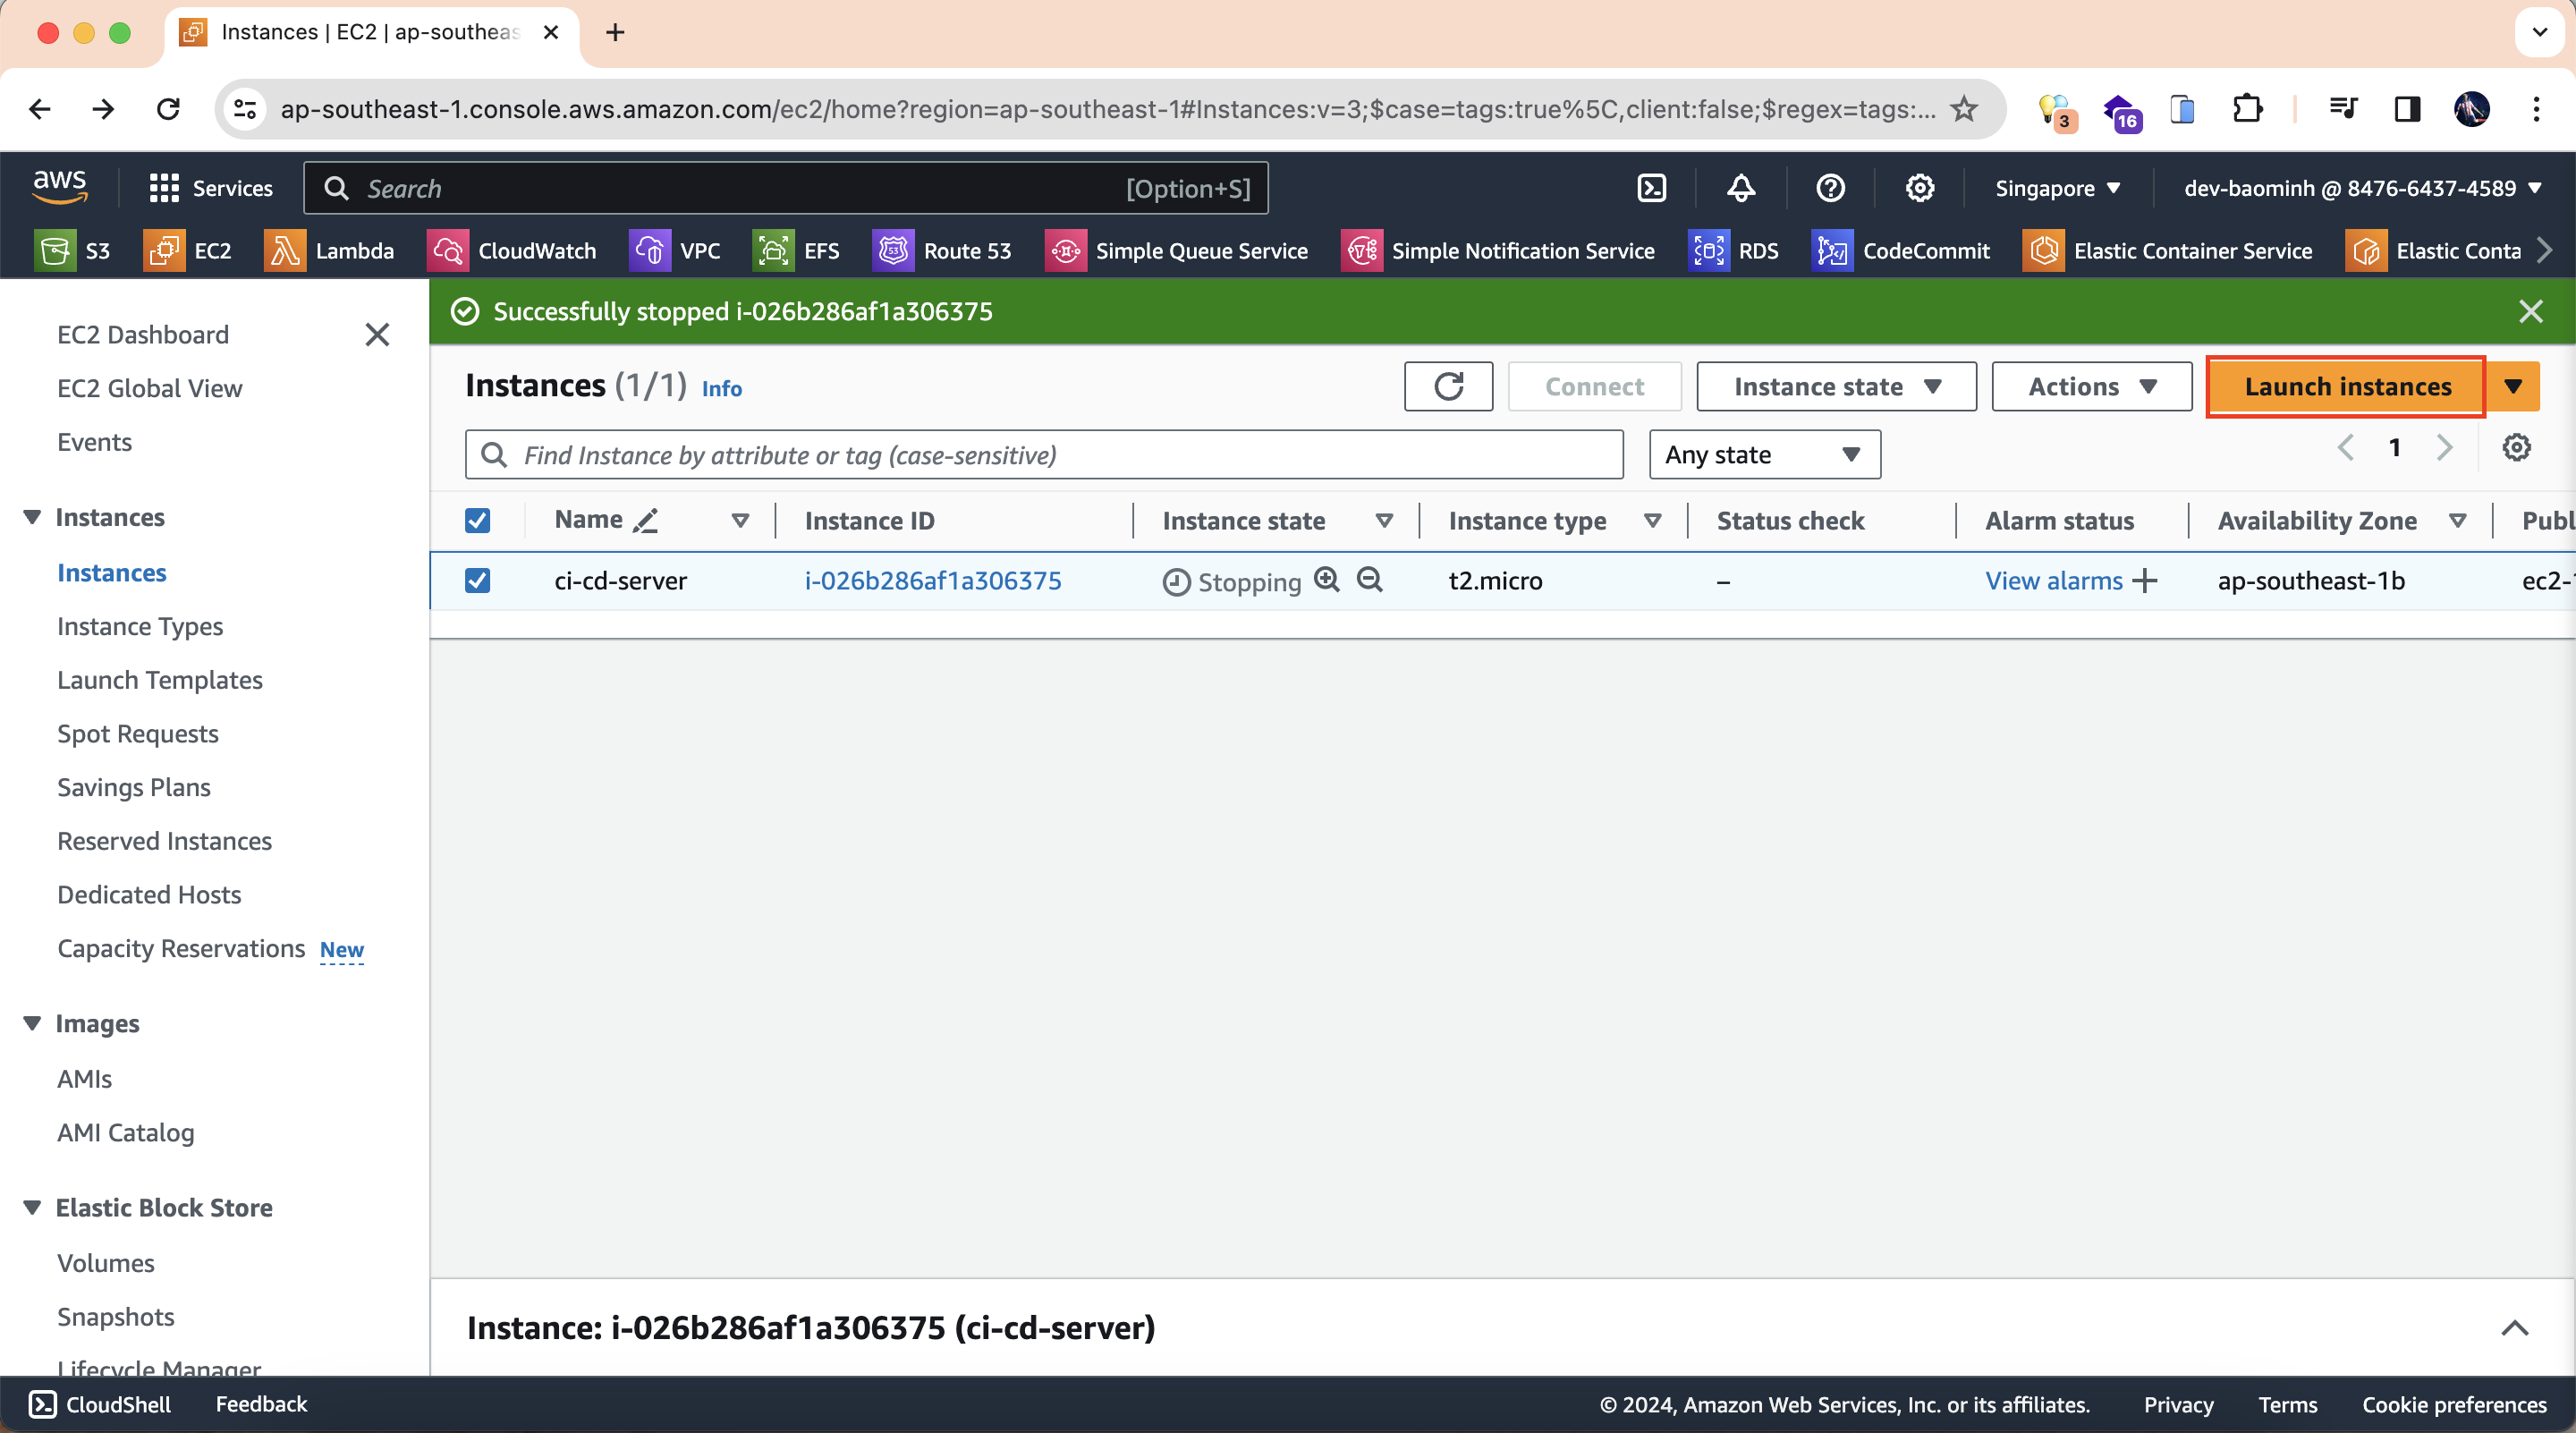 Instances | EC2 | ap-southeas
ap-southeast-1.console.aws.amazon.com/ec2/home?region=ap-southeast-1#Instances:v=3;$case=tags:true%5C,client:false;$regex=tags:...
3
16
aws
Services
Search
[Option+S]
Singapore
dev-baominh @ 8476-6437-4589
S3
EC2
Lambda
CloudWatch
VPC
EFS
Route 53
Simple Queue Service
Simple Notification Service
RDS
CodeCommit
Elastic Container Service
Elastic Conta
EC2 Dashboard
EC2 Global View
Events
Instances
Instances
Instance Types
Launch Templates
Spot Requests
Savings Plans
Reserved Instances
Dedicated Hosts
Capacity Reservations New
Images
AMIs
AMI Catalog
Elastic Block Store
Volumes
Snapshots
Lifecycle Manager
Successfully stopped i-026b286af1a306375
Instances (1/1) Info
Connect
Instance state
Actions
Launch instances
Find Instance by attribute or tag (case-sensitive)
Any state
1
Name
Instance ID
Instance state
Instance type
Status check
Alarm status
Availability Zone
Publ
ci-cd-server
i-026b286af1a306375
Stopping
t2.micro
–
View alarms
ap-southeast-1b
ec2-
Instance: i-026b286af1a306375 (ci-cd-server)
CloudShell
Feedback
© 2024, Amazon Web Services, Inc. or its affiliates.
Privacy
Terms
Cookie preferences